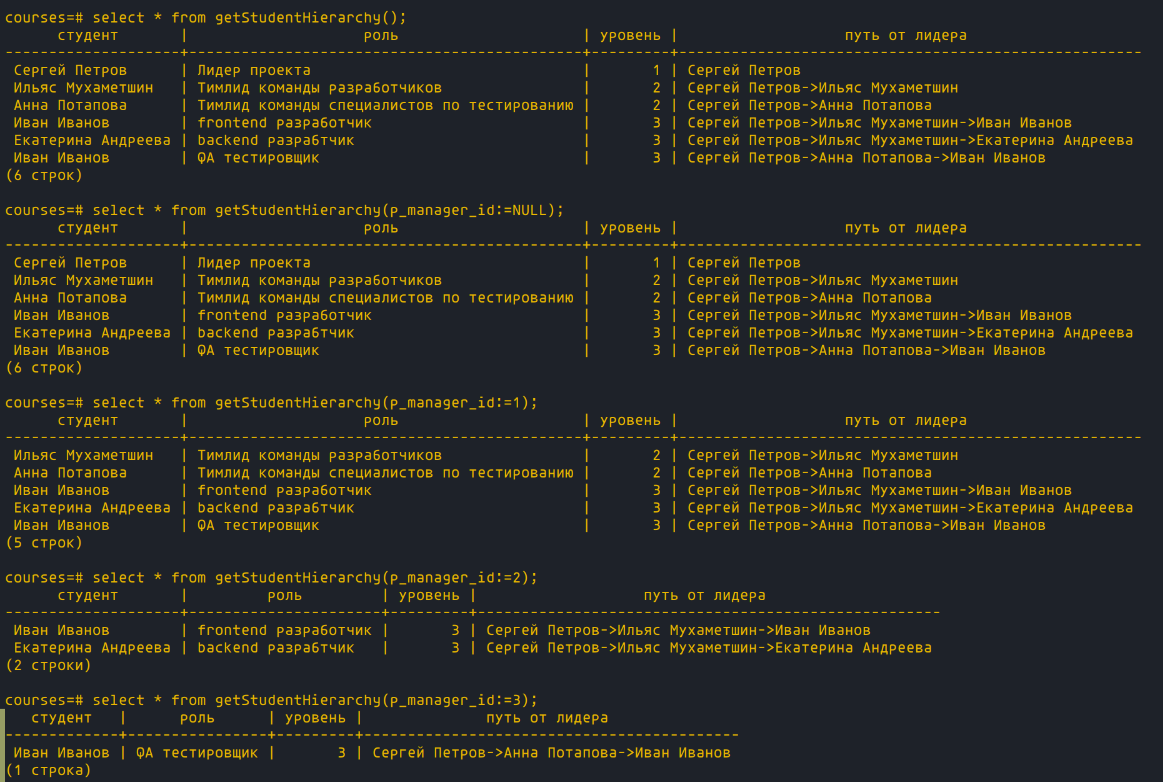 courses=# select * from getStudentHierarchy();
      студент       |                    роль                     | уровень |                   путь от лидера
--------------------+---------------------------------------------+---------+-----------------------------------------------------
 Сергей Петров      | Лидер проекта                               |       1 | Сергей Петров
 Ильяс Мухаметшин   | Тимлид команды разработчиков                |       2 | Сергей Петров->Ильяс Мухаметшин
 Анна Потапова      | Тимлид команды специалистов по тестированию |       2 | Сергей Петров->Анна Потапова
 Иван Иванов        | frontend разработчик                        |       3 | Сергей Петров->Ильяс Мухаметшин->Иван Иванов
 Екатерина Андреева | backend разрабтчик                          |       3 | Сергей Петров->Ильяс Мухаметшин->Екатерина Андреева
 Иван Иванов        | QA тестировщик                              |       3 | Сергей Петров->Анна Потапова->Иван Иванов
(6 строк)
courses=# select * from getStudentHierarchy(p_manager_id:=NULL);
      студент       |                    роль                     | уровень |                   путь от лидера
--------------------+---------------------------------------------+---------+-----------------------------------------------------
 Сергей Петров      | Лидер проекта                               |       1 | Сергей Петров
 Ильяс Мухаметшин   | Тимлид команды разработчиков                |       2 | Сергей Петров->Ильяс Мухаметшин
 Анна Потапова      | Тимлид команды специалистов по тестированию |       2 | Сергей Петров->Анна Потапова
 Иван Иванов        | frontend разработчик                        |       3 | Сергей Петров->Ильяс Мухаметшин->Иван Иванов
 Екатерина Андреева | backend разрабтчик                          |       3 | Сергей Петров->Ильяс Мухаметшин->Екатерина Андреева
 Иван Иванов        | QA тестировщик                              |       3 | Сергей Петров->Анна Потапова->Иван Иванов
(6 строк)
courses=# select * from getStudentHierarchy(p_manager_id:=1);
      студент       |                    роль                     | уровень |                   путь от лидера
--------------------+---------------------------------------------+---------+-----------------------------------------------------
 Ильяс Мухаметшин   | Тимлид команды разработчиков                |       2 | Сергей Петров->Ильяс Мухаметшин
 Анна Потапова      | Тимлид команды специалистов по тестированию |       2 | Сергей Петров->Анна Потапова
 Иван Иванов        | frontend разработчик                        |       3 | Сергей Петров->Ильяс Мухаметшин->Иван Иванов
 Екатерина Андреева | backend разрабтчик                          |       3 | Сергей Петров->Ильяс Мухаметшин->Екатерина Андреева
 Иван Иванов        | QA тестировщик                              |       3 | Сергей Петров->Анна Потапова->Иван Иванов
(5 строк)
courses=# select * from getStudentHierarchy(p_manager_id:=2);
      студент       |         роль         | уровень |                   путь от лидера
--------------------+----------------------+---------+-----------------------------------------------------
 Иван Иванов        | frontend разработчик |       3 | Сергей Петров->Ильяс Мухаметшин->Иван Иванов
 Екатерина Андреева | backend разрабтчик   |       3 | Сергей Петров->Ильяс Мухаметшин->Екатерина Андреева
(2 строки)
courses=# select * from getStudentHierarchy(p_manager_id:=3);
   студент   |      роль      | уровень |              путь от лидера
-------------+----------------+---------+-------------------------------------------
 Иван Иванов | QA тестировщик |       3 | Сергей Петров->Анна Потапова->Иван Иванов
(1 строка)